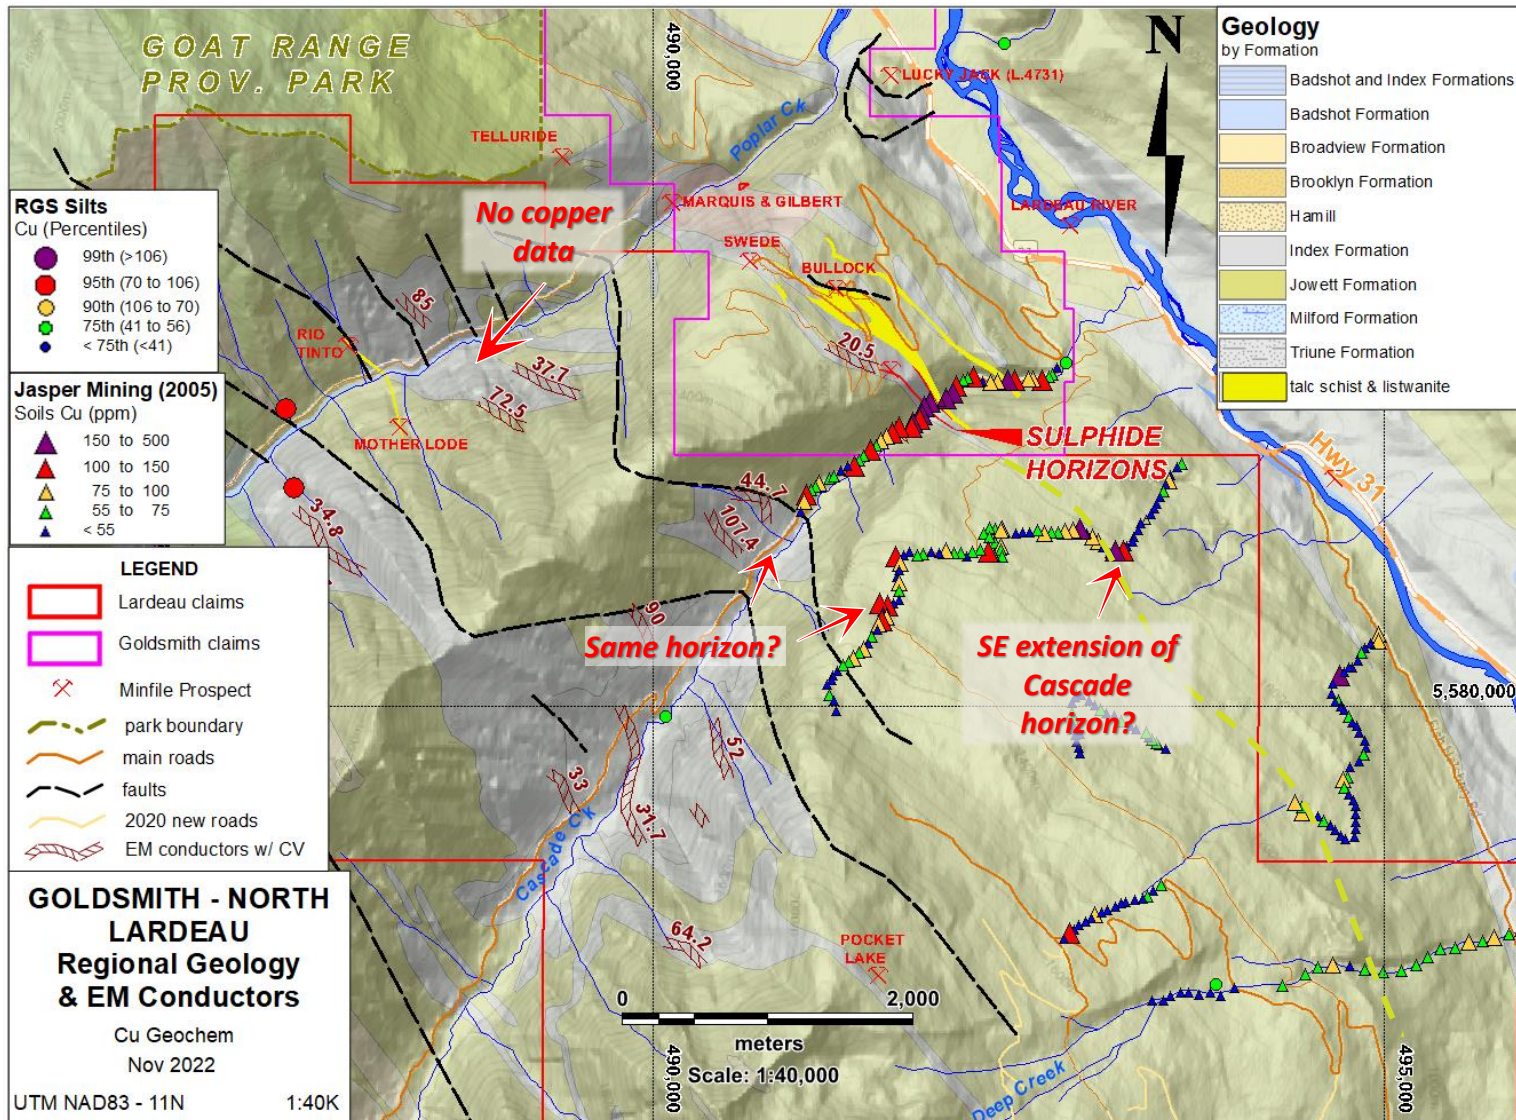 GOAT RANGE
PROV. PARK
490,000
N
Geology
by Formation
Badshot and Index Formations
Badshot Formation
Broadview Formation
Brooklyn Formation
Hamill
Index Formation
Jowett Formation
Milford Formation
Triune Formation
talc schist & listwanite
LUCKY JACK (L.4731)
Poplar Ck
TELLURIDE
MARQUIS & GILBERT
LARDEAU RIVER
No copper
data
SWEDE
BULLOCK
31
RGS Silts
Cu (Percentiles)
99th (>106)
95th (70 to 106)
90th (106 to 70)
75th (41 to 56)
< 75th (<41)
Jasper Mining (2005)
Soils Cu (ppm)
150 to 500
100 to 150
75 to 100
55 to 75
< 55
85
RIO
TINTO
37.7
72.5
20.5
MOTHER LODE
SULPHIDE
HORIZONS
Hwy 31
34.8
44.7
107.4
90
Same horizon?
SE extension of
Cascade
horizon?
5,580,000
LEGEND
Lardeau claims
Goldsmith claims
Minfile Prospect
park boundary
main roads
faults
2020 new roads
EM conductors w/ CV
52
33
31.7
Cascade Ck
64.2
POCKET
LAKE
GOLDSMITH - NORTH
LARDEAU
Regional Geology
& EM Conductors
Cu Geochem
Nov 2022
UTM NAD83 - 11N 1:40K
0 2,000
meters
Scale: 1:40,000
490,000
Deep Creek
495,000